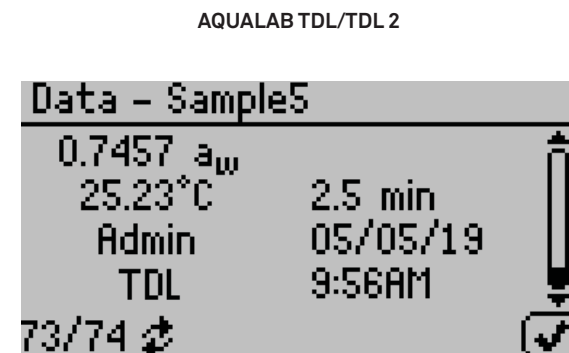 AQUALAB TDL/TDL 2
Data - Sample5
0.7457 aw
25.23°C 2.5 min
Admin 05/05/19
TDL 9:56AM
73/74